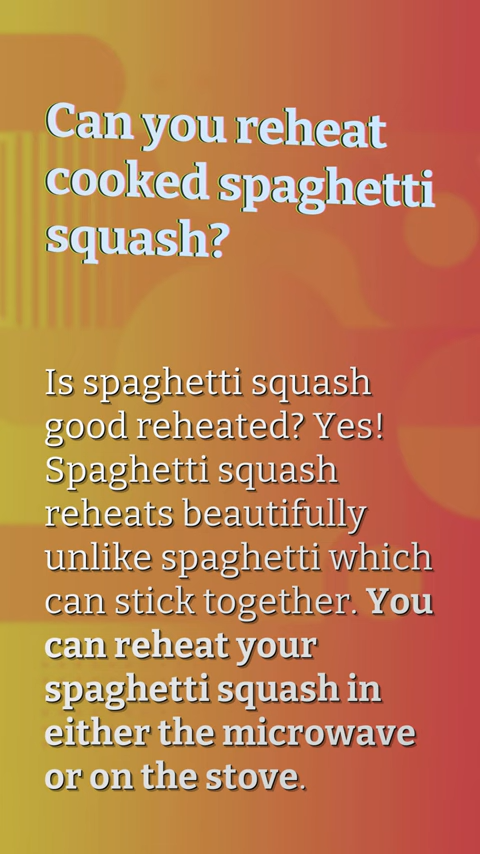 Can you reheat
cooked spaghetti
squash?
Is spaghetti squash
good reheated? Yes!
Spaghetti squash
reheats beautifully
unlike spaghetti which
can stick together. You
can reheat your
spaghetti squash in
either the microwave
or on the stove.